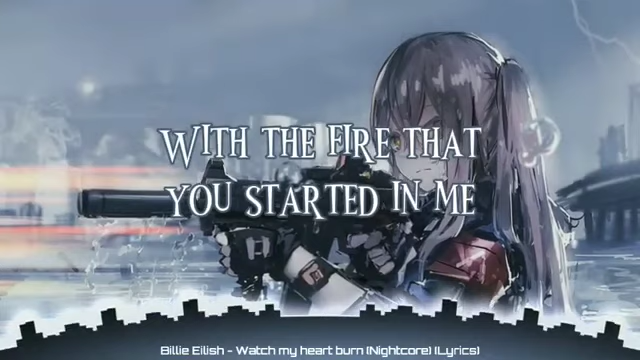 WITH THE FIRE THAT
YOU STARTED IN ME
Billie Eilish - Watch my heart burn (Nightcore) (Lyrics)